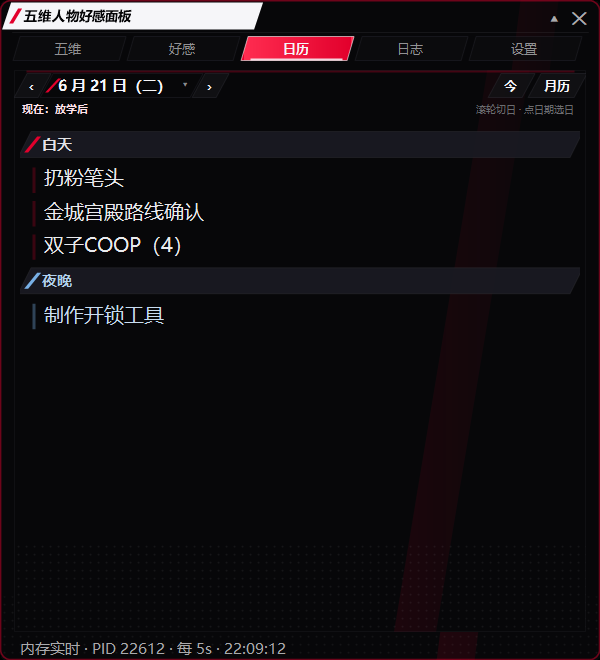 五维人物好感面板
五维 好感 日历 日志 设置
‹ 6 月 21 日（二） › 今 月历
现在：放学后 滚轮切日 · 点日期选日
白天
扔粉笔头
金城宫殿路线确认
双子COOP（4）
夜晚
制作开锁工具
内存实时 · PID 22612 · 每 5s · 22:09:12